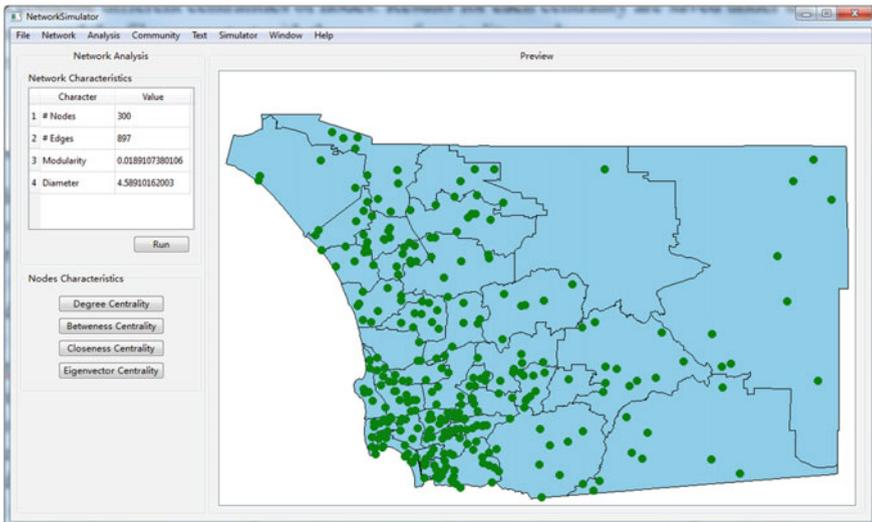 NetworkSimulator
File Network Analysis Community Text Simulator Window Help
Network Analysis
Network Characteristics
Character Value
1 # Nodes 300
2 # Edges 897
3 Modularity 0.0189107380106
4 Diameter 4.58910162003
Run
Nodes Characteristics
Degree Centrality
Betweness Centrality
Closeness Centrality
Eigenvector Centrality
Preview